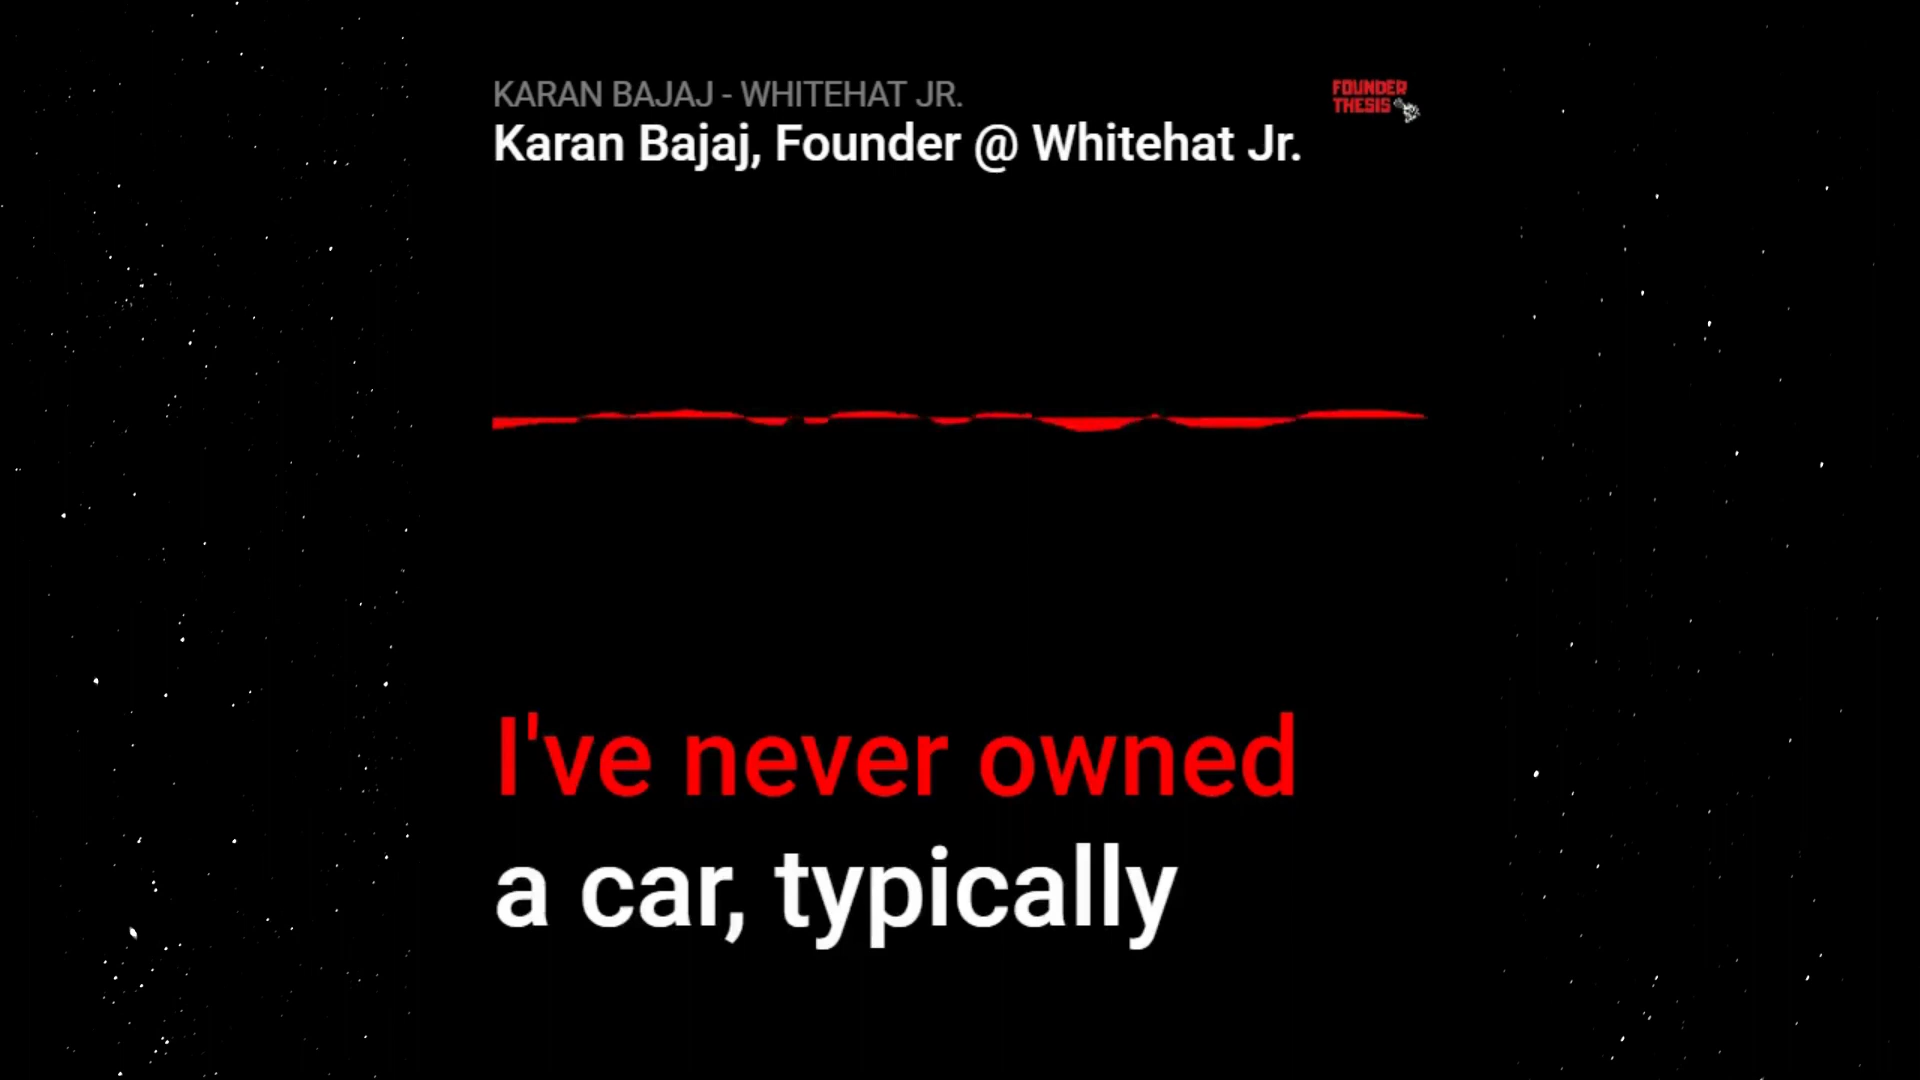 KARAN BAJAJ - WHITEHAT JR.
Karan Bajaj, Founder @ Whitehat Jr.
FOUNDER
THESIS
I've never owned
a car, typically